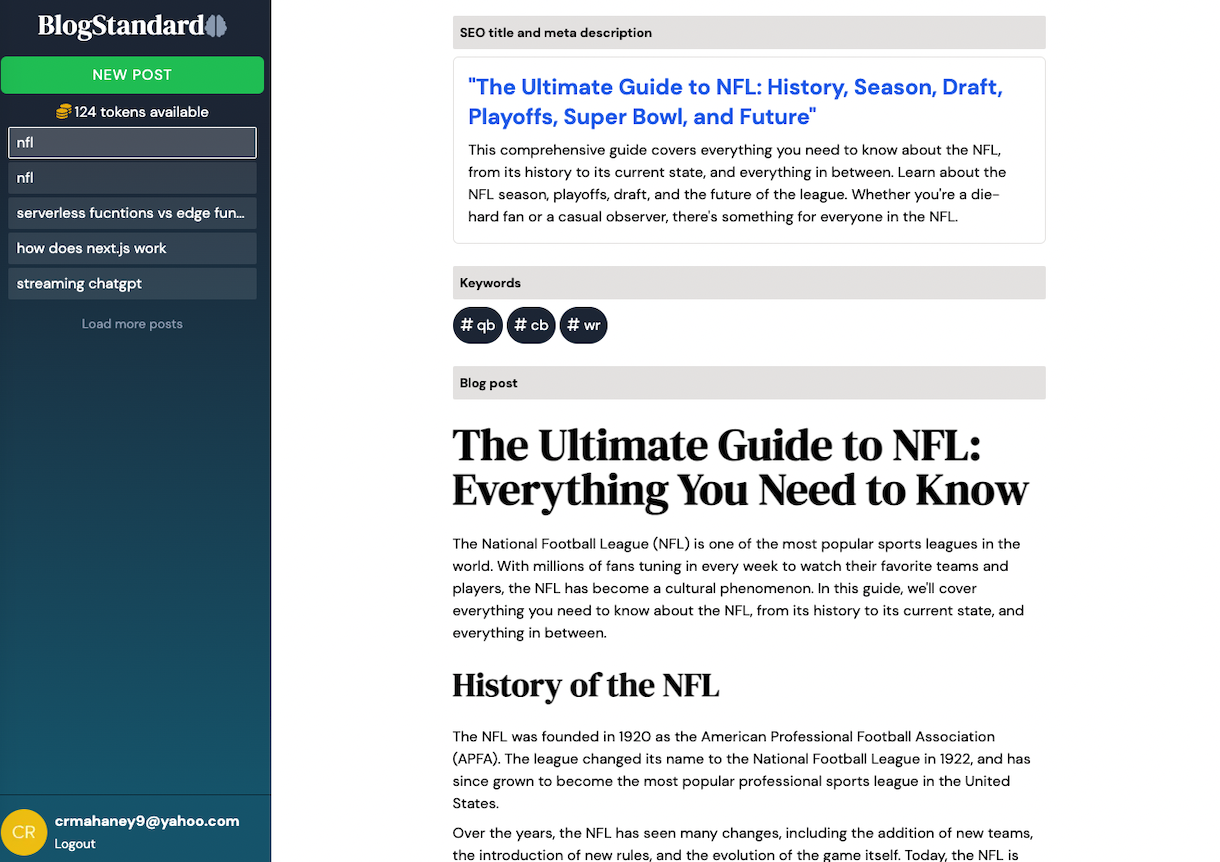 BlogStandard
NEW POST
124 tokens available
nfl
nfl
serverless fucntions vs edge fun...
how does next.js work
streaming chatgpt
Load more posts
CR
crmahaney9@yahoo.com
Logout
SEO title and meta description
"The Ultimate Guide to NFL: History, Season, Draft,
Playoffs, Super Bowl, and Future"
This comprehensive guide covers everything you need to know about the NFL,
from its history to its current state, and everything in between. Learn about the
NFL season, playoffs, draft, and the future of the league. Whether you're a die-
hard fan or a casual observer, there's something for everyone in the NFL.
Keywords
# qb # cb # wr
Blog post
The Ultimate Guide to NFL:
Everything You Need to Know
The National Football League (NFL) is one of the most popular sports leagues in the
world. With millions of fans tuning in every week to watch their favorite teams and
players, the NFL has become a cultural phenomenon. In this guide, we'll cover
everything you need to know about the NFL, from its history to its current state, and
everything in between.
History of the NFL
The NFL was founded in 1920 as the American Professional Football Association
(APFA). The league changed its name to the National Football League in 1922, and has
since grown to become the most popular professional sports league in the United
States.
Over the years, the NFL has seen many changes, including the addition of new teams,
the introduction of new rules, and the evolution of the game itself. Today, the NFL is